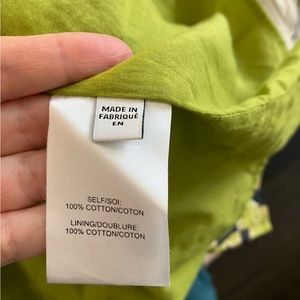 MADE IN
FABRIQUÉ
EN
SELF/SOI:
100% COTTON/COTON
LINING/DOUBLURE:
100% COTTON/COTON